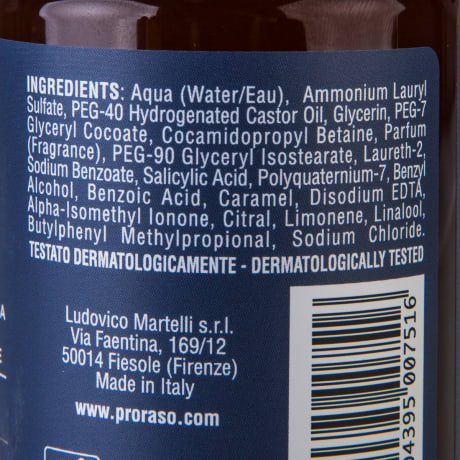 INGREDIENTS: Aqua (Water/Eau), Ammonium Lauryl
Sulfate, PEG-40 Hydrogenated Castor Oil, Glycerin, PEG-7
Glyceryl Cocoate, Cocamidopropyl Betaine, Parfum
(Fragrance), PEG-90 Glyceryl Isostearate, Laureth-2,
Sodium Benzoate, Salicylic Acid, Polyquaternium-7, Benzyl
Alcohol, Benzoic Acid, Caramel, Disodium EDTA,
Alpha-Isomethyl Ionone, Citral, Limonene, Linalool,
Butylphenyl Methylpropional, Sodium Chloride.
TESTATO DERMATOLOGICAMENTE - DERMATOLOGICALLY TESTED
Ludovico Martelli s.r.l.
Via Faentina, 169/12
50014 Fiesole (Firenze)
Made in Italy
www.proraso.com
04395 007516